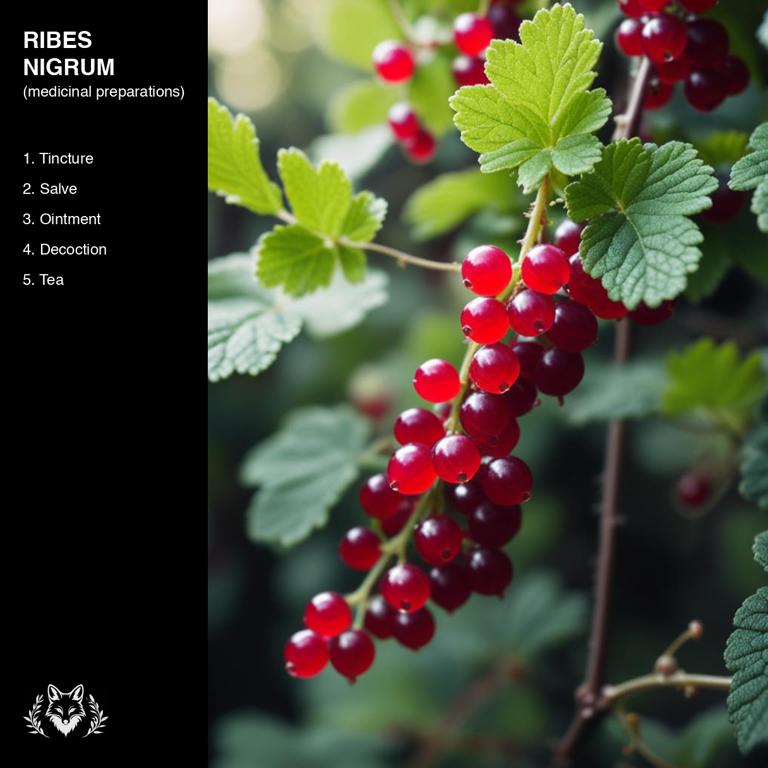 RIBES
NIGRUM
(medicinal preparations)
1. Tincture
2. Salve
3. Ointment
4. Decoction
5. Tea